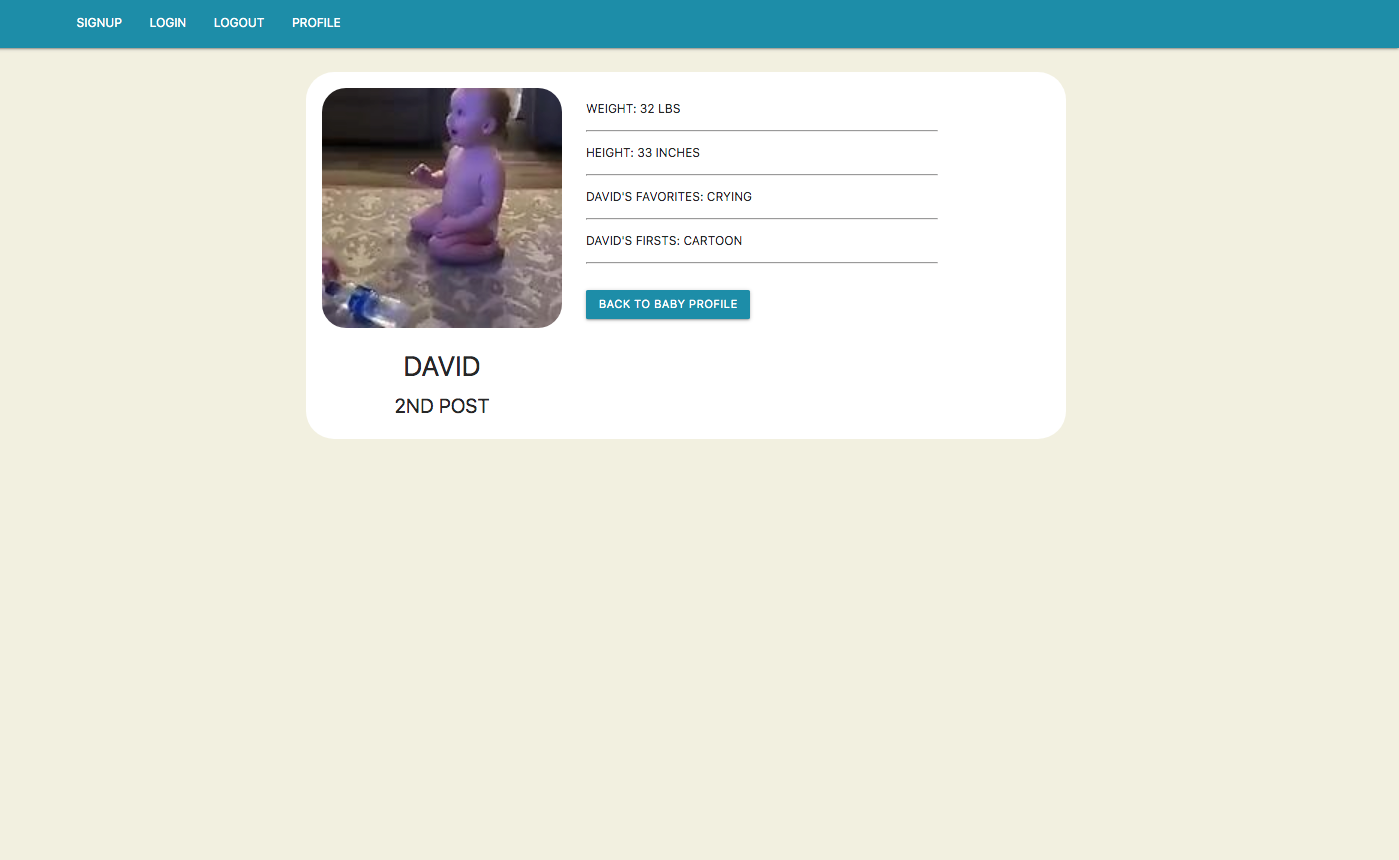 SIGNUP LOGIN LOGOUT PROFILE
WEIGHT: 32 LBS
HEIGHT: 33 INCHES
DAVID'S FAVORITES: CRYING
DAVID'S FIRSTS: CARTOON
BACK TO BABY PROFILE
DAVID
2ND POST